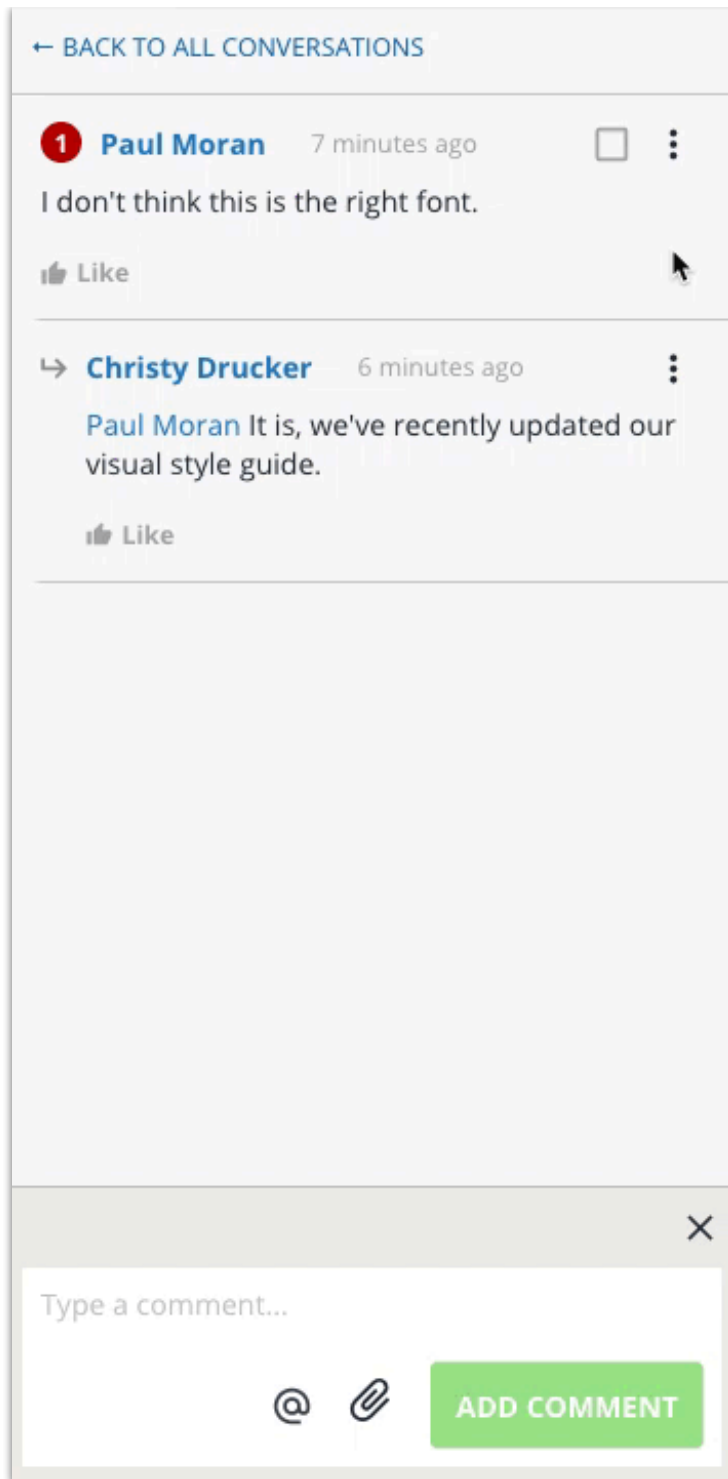 ← BACK TO ALL CONVERSATIONS
1 Paul Moran 7 minutes ago
I don't think this is the right font.
Like
Christy Drucker 6 minutes ago
Paul Moran It is, we've recently updated our
visual style guide.
Like
Type a comment...
@ ADD COMMENT